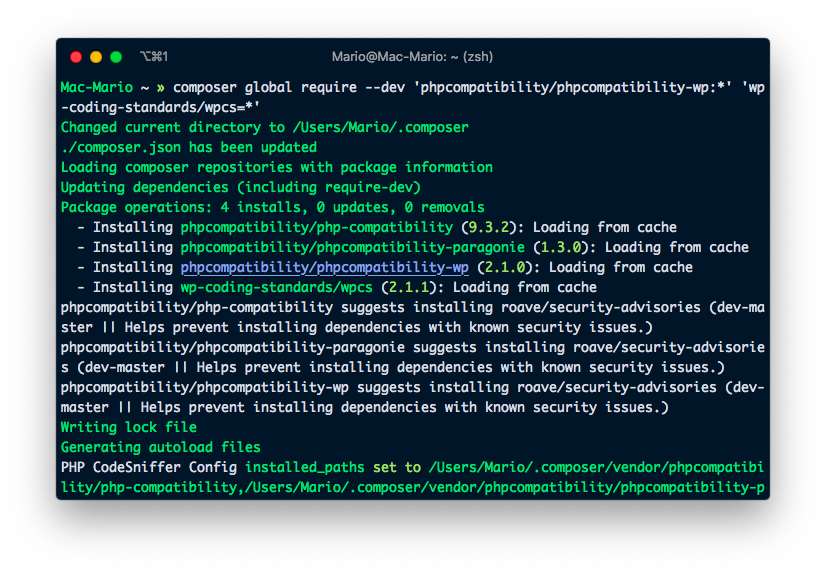 ⌥⌘1
Mario@Mac-Mario: ~ (zsh)
Mac-Mario ~ » composer global require --dev 'phpcompatibility/phpcompatibility-wp:*' 'wp
-coding-standards/wpcs=*'
Changed current directory to /Users/Mario/.composer
./composer.json has been updated
Loading composer repositories with package information
Updating dependencies (including require-dev)
Package operations: 4 installs, 0 updates, 0 removals
  - Installing phpcompatibility/php-compatibility (9.3.2): Loading from cache
  - Installing phpcompatibility/phpcompatibility-paragonie (1.3.0): Loading from cache
  - Installing phpcompatibility/phpcompatibility-wp (2.1.0): Loading from cache
  - Installing wp-coding-standards/wpcs (2.1.1): Loading from cache
phpcompatibility/php-compatibility suggests installing roave/security-advisories (dev-ma
ster || Helps prevent installing dependencies with known security issues.)
phpcompatibility/phpcompatibility-paragonie suggests installing roave/security-advisorie
s (dev-master || Helps prevent installing dependencies with known security issues.)
phpcompatibility/phpcompatibility-wp suggests installing roave/security-advisories (dev-
master || Helps prevent installing dependencies with known security issues.)
Writing lock file
Generating autoload files
PHP CodeSniffer Config installed_paths set to /Users/Mario/.composer/vendor/phpcompatibi
lity/php-compatibility,/Users/Mario/.composer/vendor/phpcompatibility/phpcompatibility-p